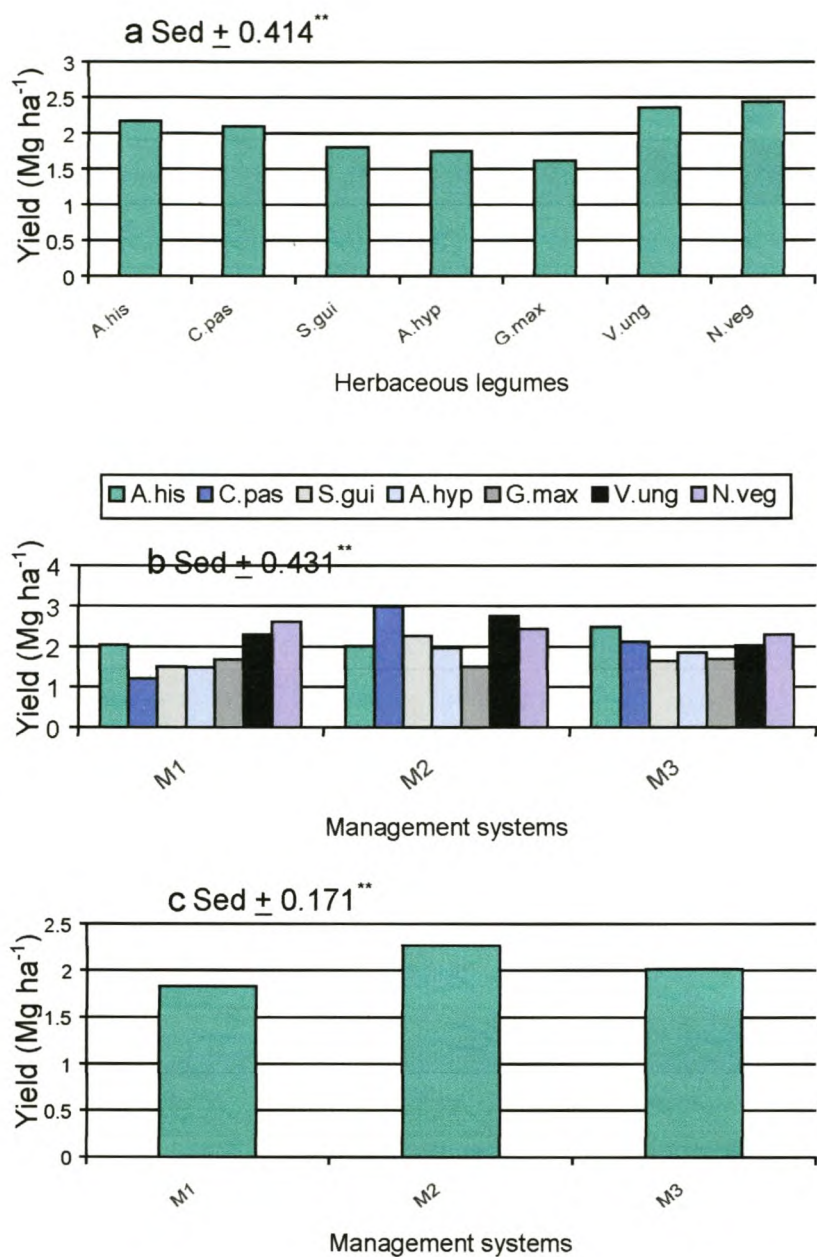 a Sed ± 0.414**
Yield (Mg ha⁻¹)
3
2.5
2
1.5
1
0.5
0
A.his C.pas S.gui A.hyp G.max V.ung N.veg
Herbaceous legumes
A.his C.pas S.gui A.hyp G.max V.ung N.veg
b Sed ± 0.431**
Yield (Mg ha⁻¹)
4
3
2
1
0
M1 M2 M3
Management systems
c Sed ± 0.171**
Yield (Mg ha⁻¹)
2.5
2
1.5
1
0.5
0
M1 M2 M3
Management systems